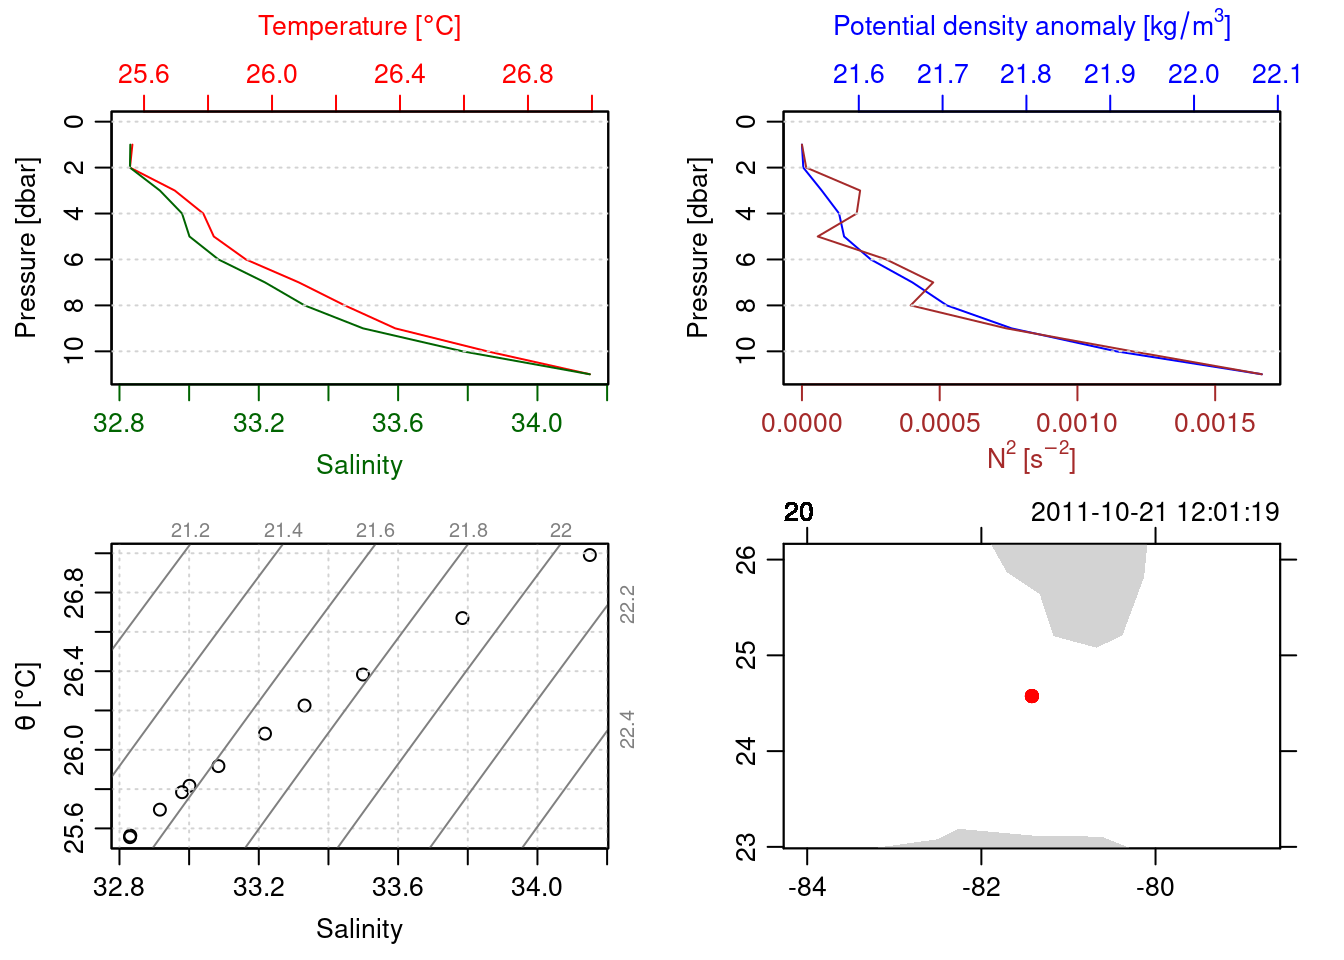 Temperature [°C]
25.6 26.0 26.4 26.8
Pressure [dbar]
0
2
4
6
8
10
32.8 33.2 33.6 34.0
Salinity
Potential density anomaly [kg/m³]
21.6 21.7 21.8 21.9 22.0 22.1
Pressure [dbar]
0
2
4
6
8
10
0.0000 0.0005 0.0010 0.0015
N² [s⁻²]
21.2 21.4 21.6 21.8 22
22.2
22.4
θ [°C]
26.8
26.4
26.0
25.6
32.8 33.2 33.6 34.0
Salinity
20 2011-10-21 12:01:19
26
25
24
23
-84 -82 -80